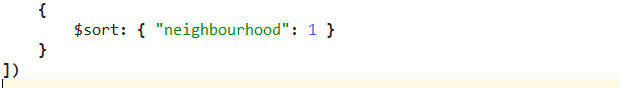 {
$sort: { "neighbourhood": 1 }
}
])